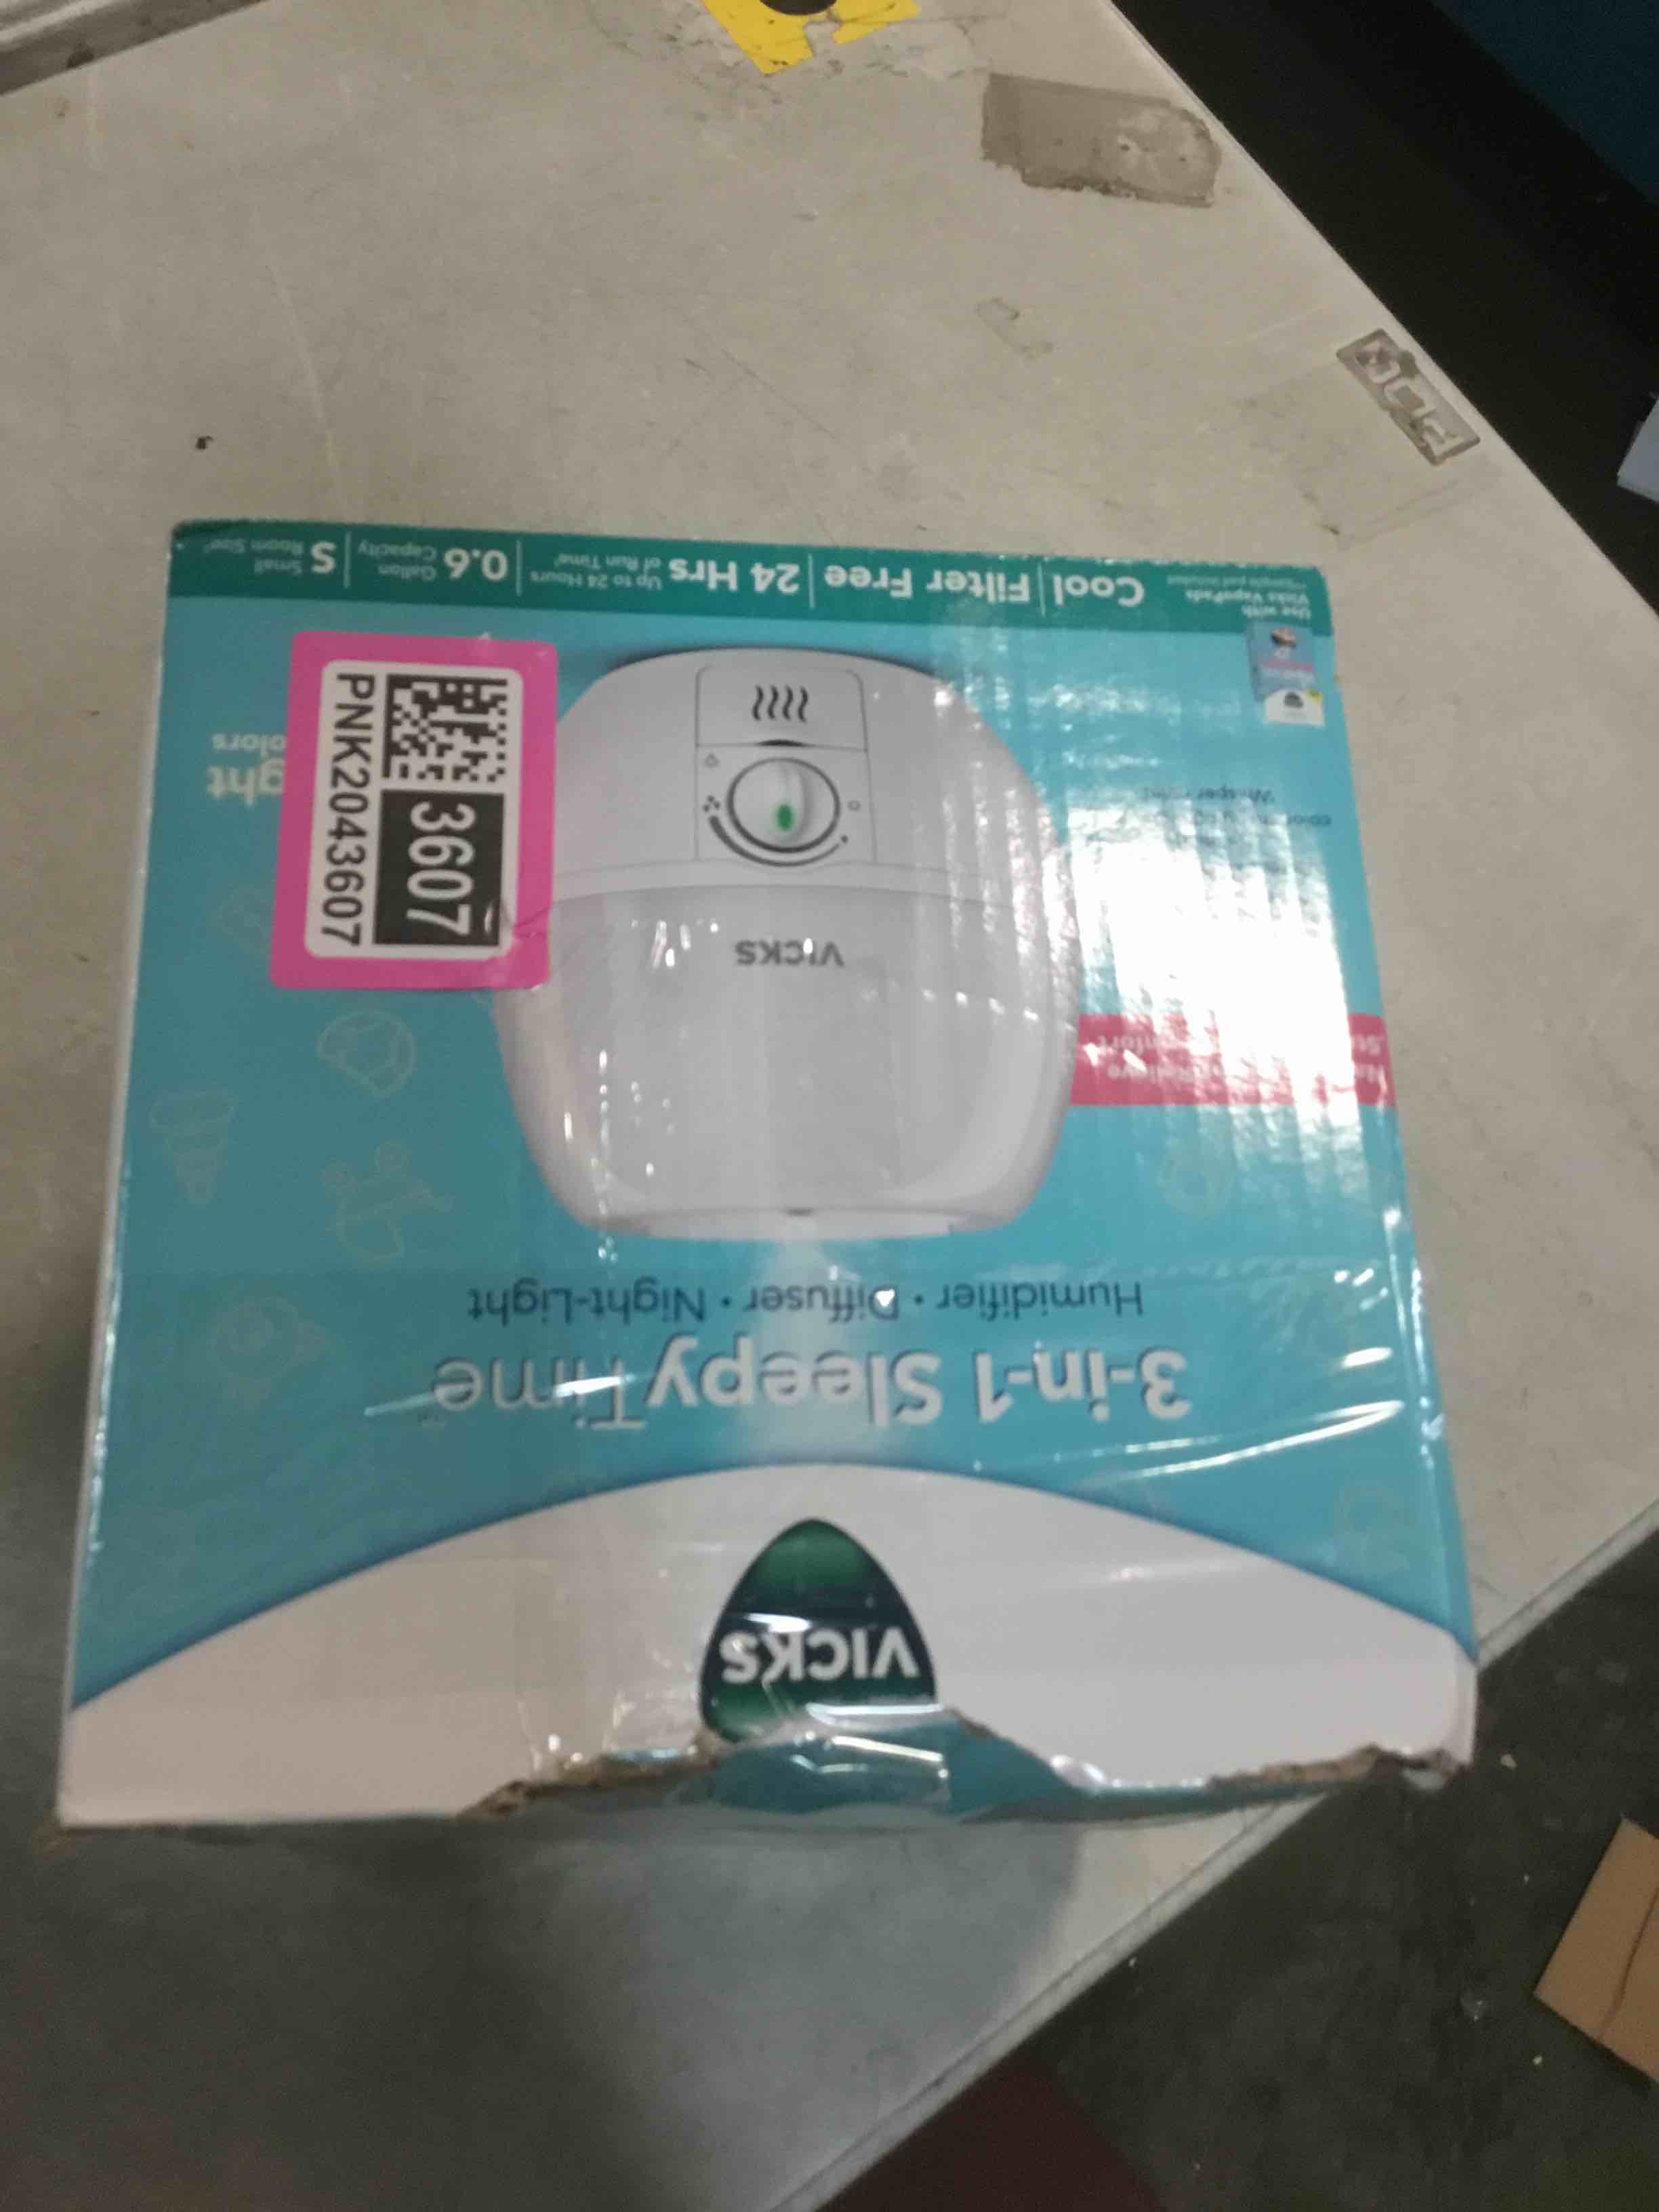 VICKS
3-in-1 SleepyTime™
Humidifier • Diffuser • Night-Light
VICKS
Use with
Vicks VapoPads
Cool
Filter Free
24 Hrs
Up to 24 Hours
of Run Time
0.6
Gallon
Capacity
S
Small
Room Size
3607
PNK2043607